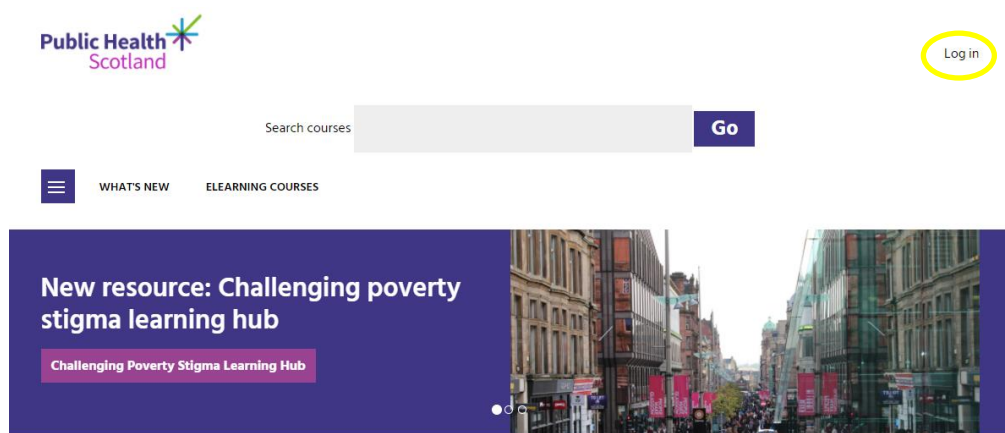 Public Health
Scotland
Log in
Search courses
Go
WHAT'S NEW
ELEARNING COURSES
New resource: Challenging poverty
stigma learning hub
Challenging Poverty Stigma Learning Hub